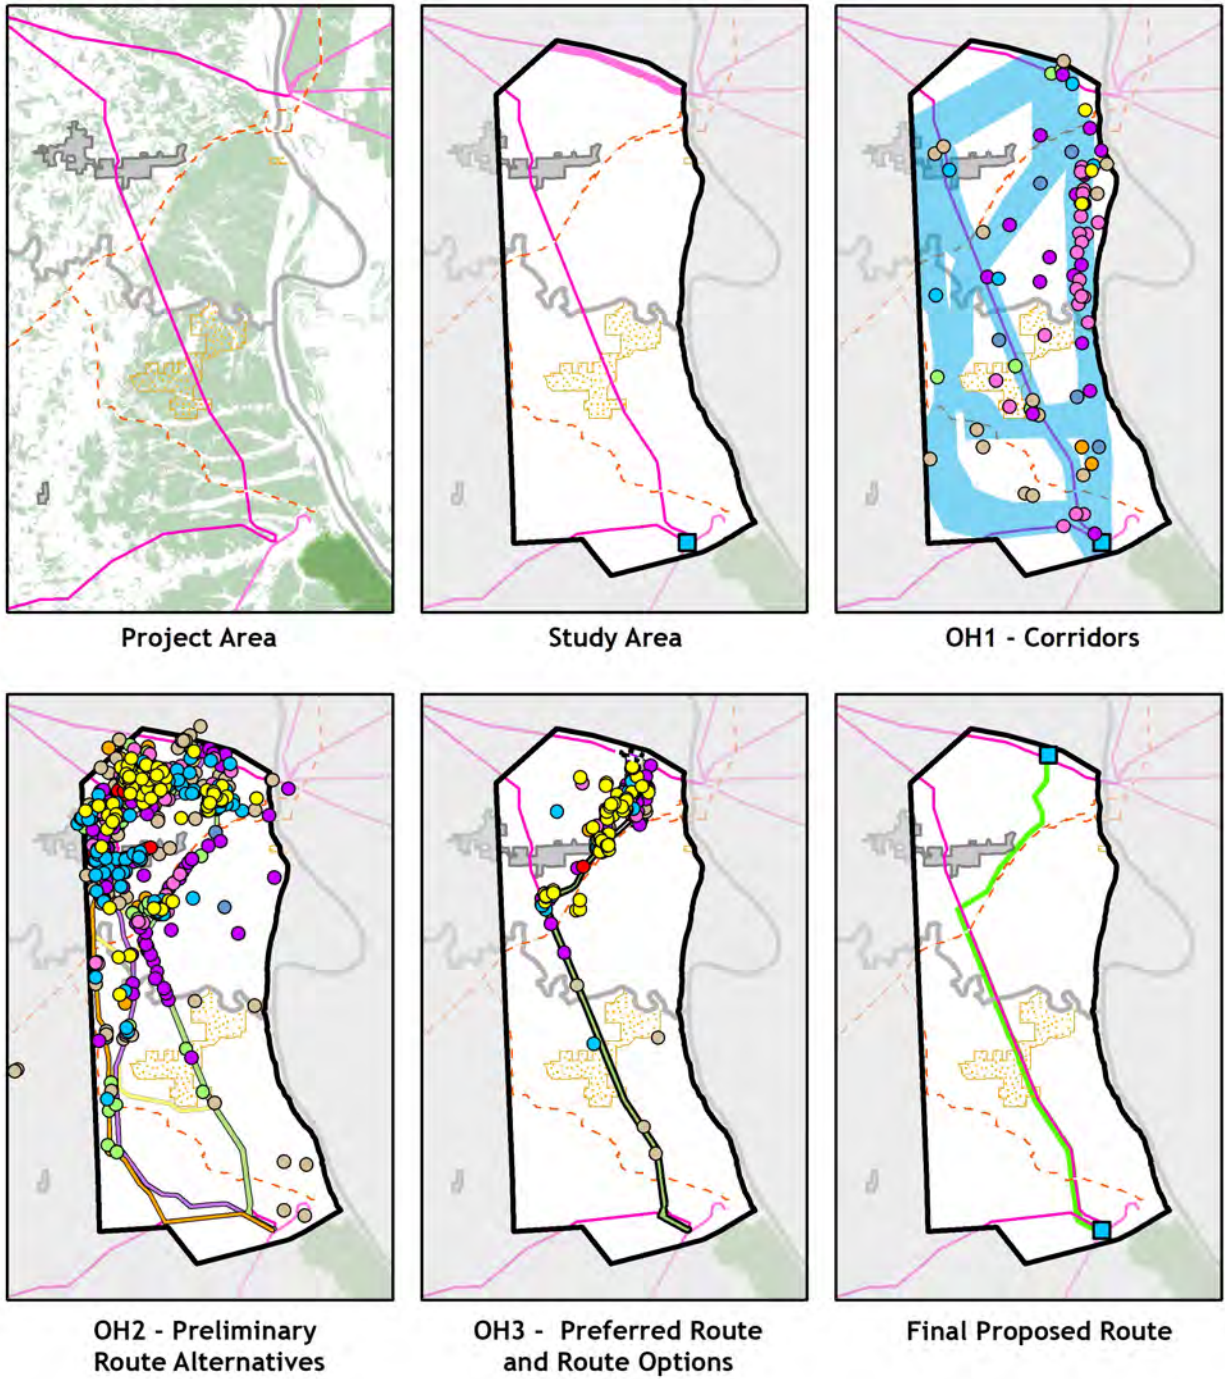 Project Area
Study Area
OH1 - Corridors
OH2 - Preliminary
Route Alternatives
OH3 -  Preferred Route
and Route Options
Final Proposed Route